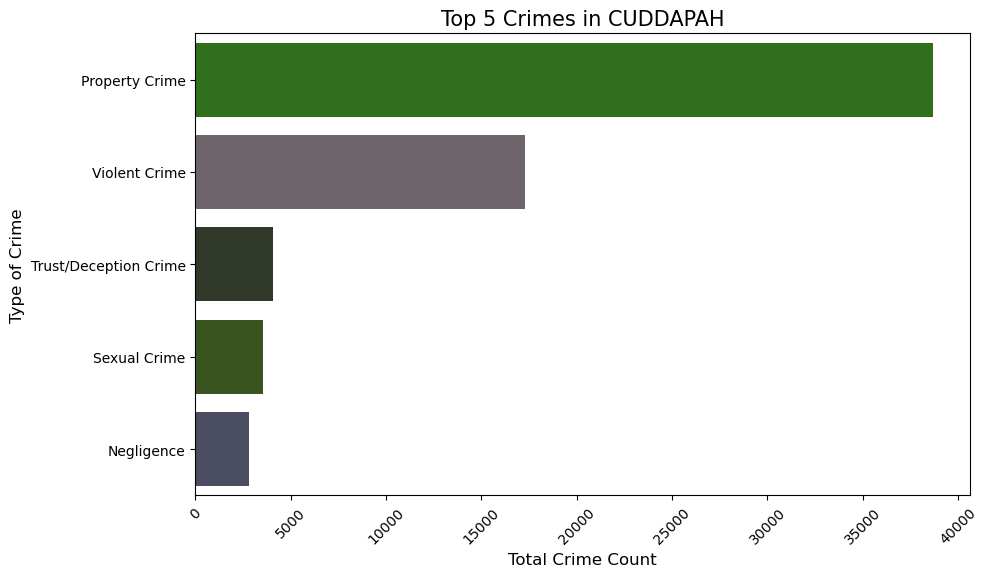 Top 5 Crimes in CUDDAPAH
Type of Crime
Property Crime
Violent Crime
Trust/Deception Crime
Sexual Crime
Negligence
0
5000
10000
15000
20000
25000
30000
35000
40000
Total Crime Count